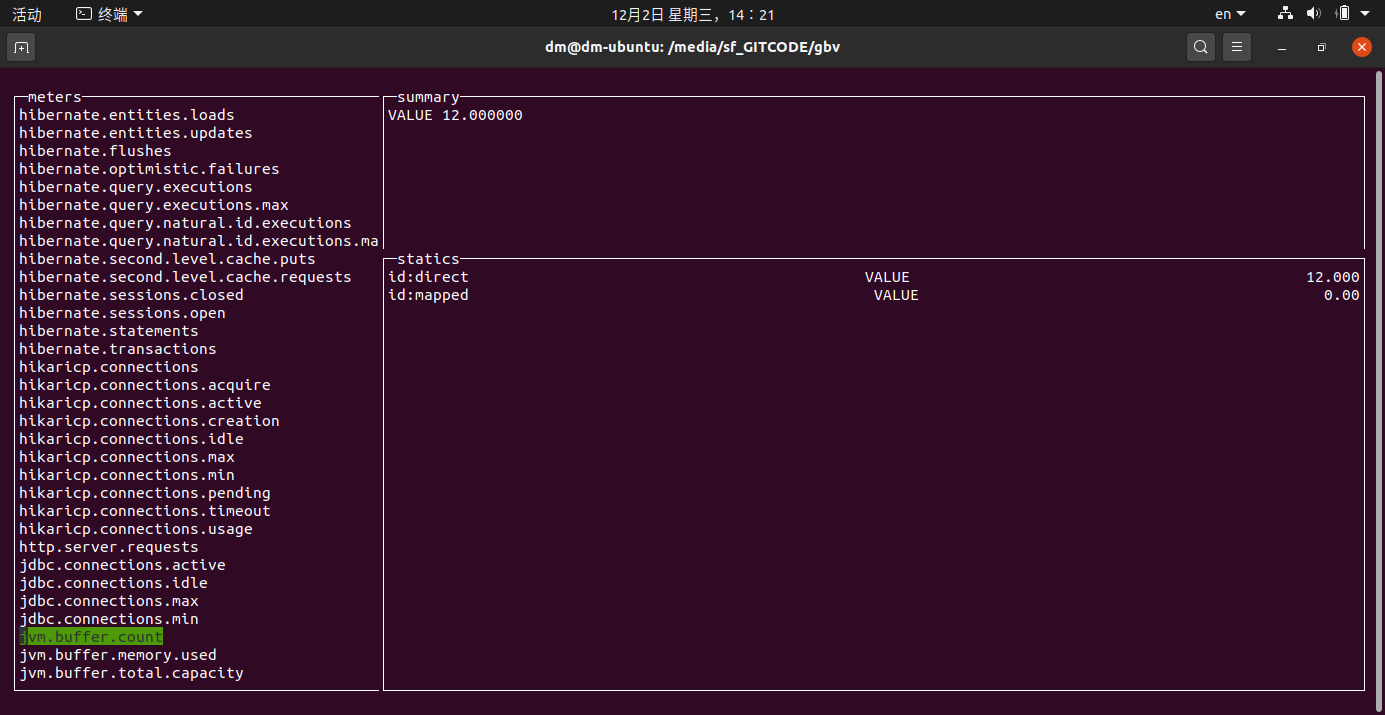 活动 终端 12月2日 星期三，14：21 en
dm@dm-ubuntu: /media/sf_GITCODE/gbv
meters
hibernate.entities.loads
hibernate.entities.updates
hibernate.flushes
hibernate.optimistic.failures
hibernate.query.executions
hibernate.query.executions.max
hibernate.query.natural.id.executions
hibernate.query.natural.id.executions.ma
hibernate.second.level.cache.puts
hibernate.second.level.cache.requests
hibernate.sessions.closed
hibernate.sessions.open
hibernate.statements
hibernate.transactions
hikaricp.connections
hikaricp.connections.acquire
hikaricp.connections.active
hikaricp.connections.creation
hikaricp.connections.idle
hikaricp.connections.max
hikaricp.connections.min
hikaricp.connections.pending
hikaricp.connections.timeout
hikaricp.connections.usage
http.server.requests
jdbc.connections.active
jdbc.connections.idle
jdbc.connections.max
jdbc.connections.min
jvm.buffer.count
jvm.buffer.memory.used
jvm.buffer.total.capacity
summary
VALUE 12.000000
statics
id:direct VALUE 12.000
id:mapped VALUE 0.00